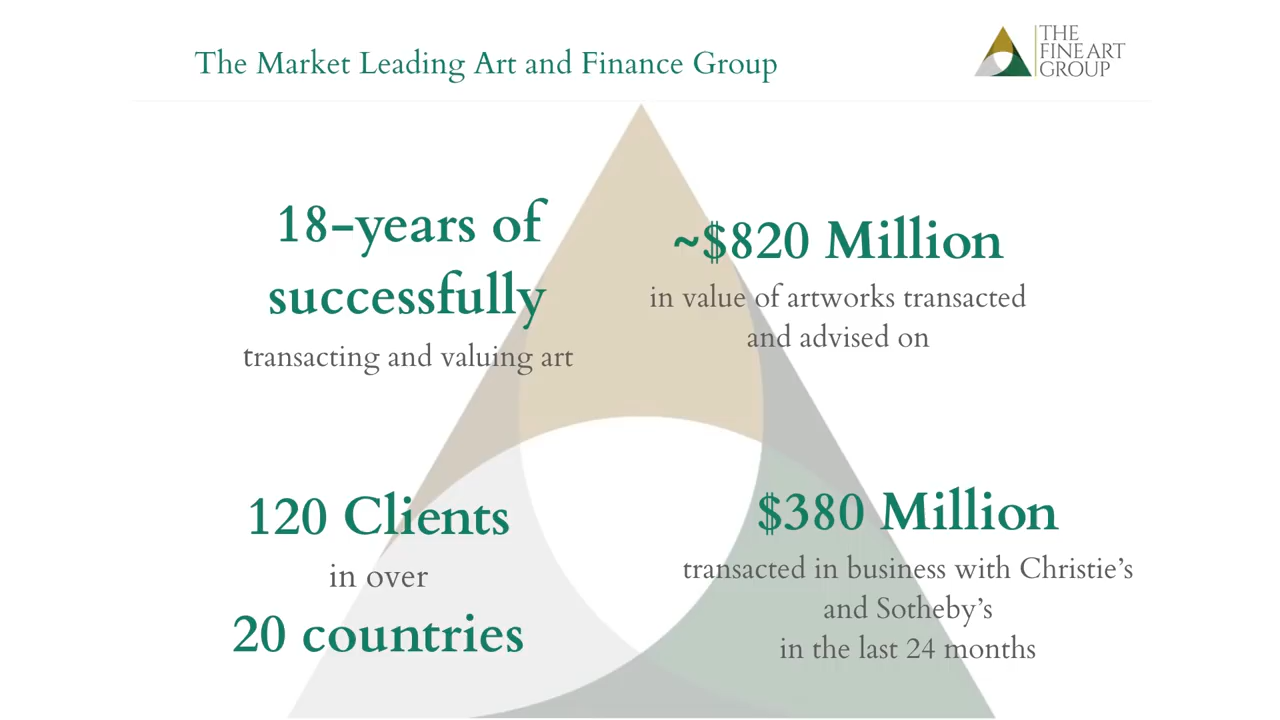 The Market Leading Art and Finance Group
THE
FINE ART
GROUP
18-years of
successfully
transacting and valuing art
~$820 Million
in value of artworks transacted
and advised on
120 Clients
in over
20 countries
$380 Million
transacted in business with Christie's
and Sotheby's
in the last 24 months